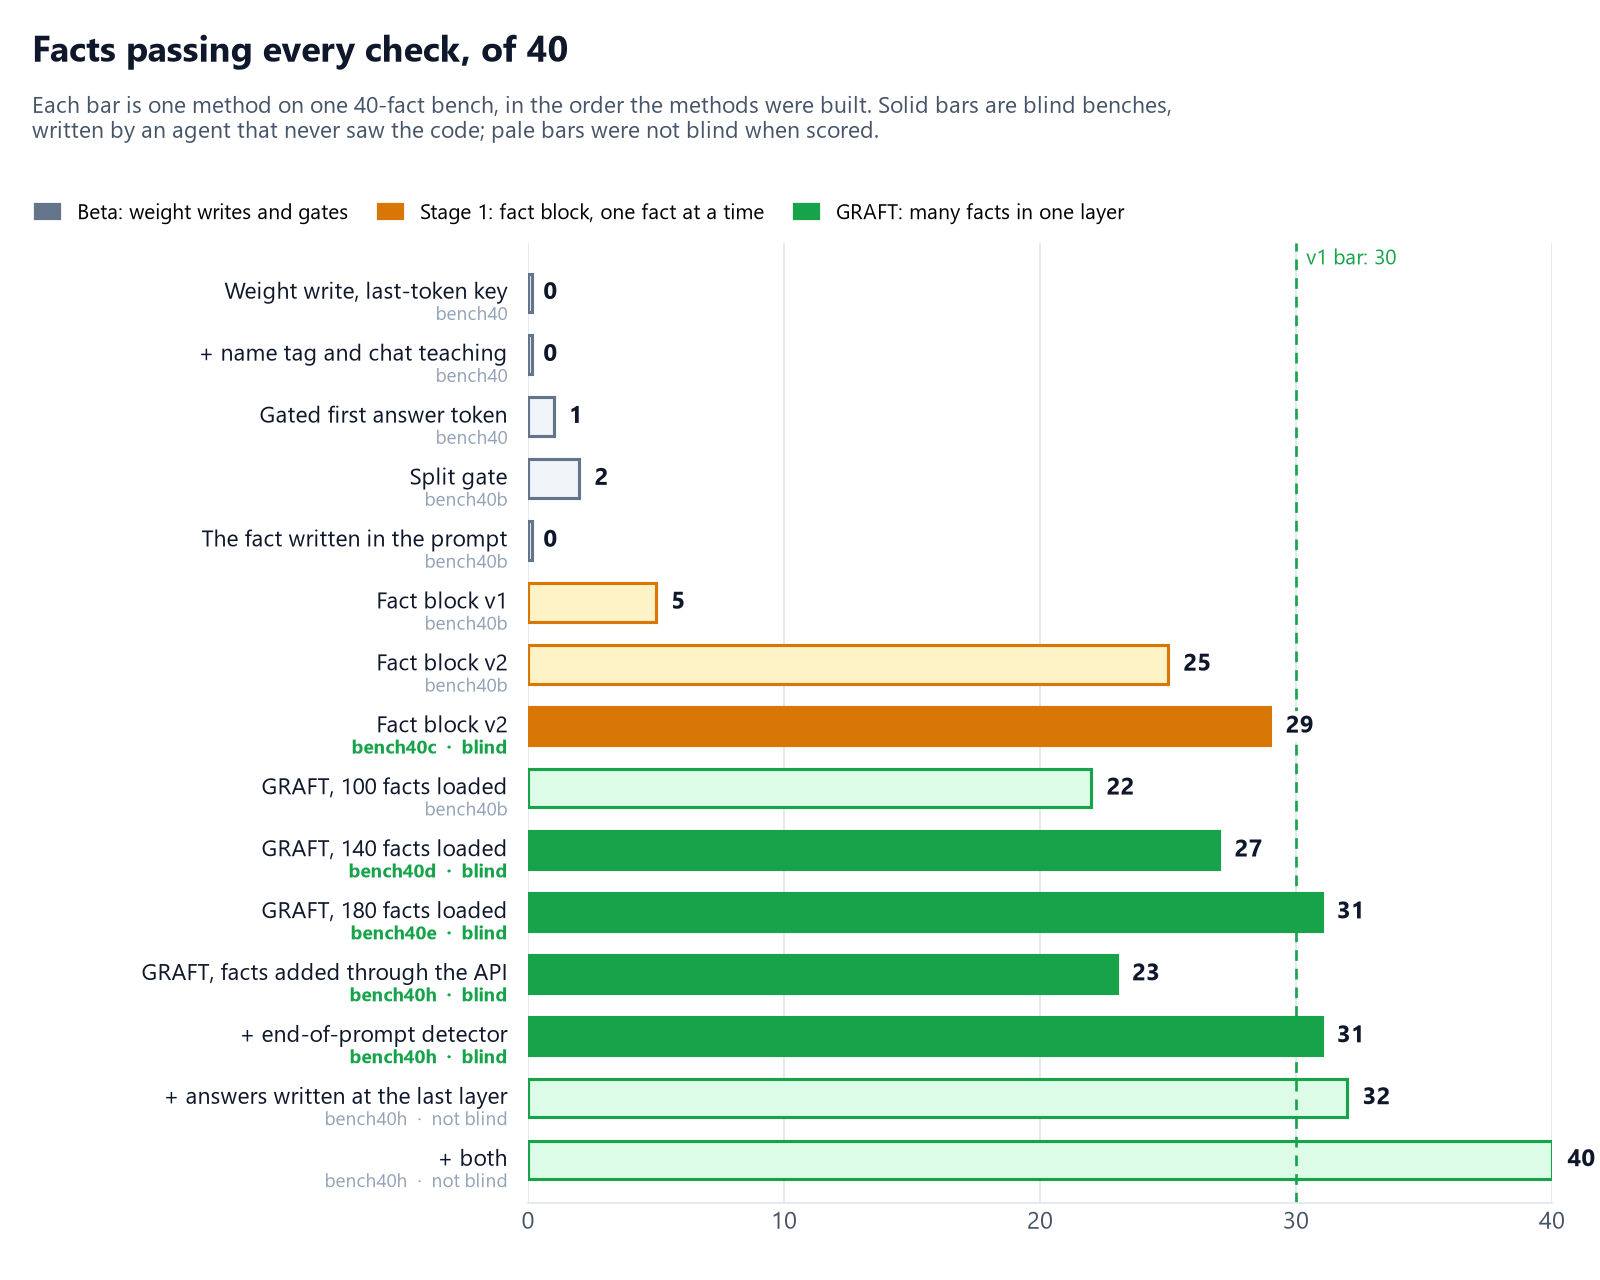 Facts passing every check, of 40
Each bar is one method on one 40-fact bench, in the order the methods were built. Solid bars are blind benches,
written by an agent that never saw the code; pale bars were not blind when scored.
Beta: weight writes and gates
Stage 1: fact block, one fact at a time
GRAFT: many facts in one layer
v1 bar: 30
Weight write, last-token key
bench40
0
+ name tag and chat teaching
bench40
0
Gated first answer token
bench40
1
Split gate
bench40b
2
The fact written in the prompt
bench40b
0
Fact block v1
bench40b
5
Fact block v2
bench40b
25
Fact block v2
bench40c · blind
29
GRAFT, 100 facts loaded
bench40b
22
GRAFT, 140 facts loaded
bench40d · blind
27
GRAFT, 180 facts loaded
bench40e · blind
31
GRAFT, facts added through the API
bench40h · blind
23
+ end-of-prompt detector
bench40h · blind
31
+ answers written at the last layer
bench40h · not blind
32
+ both
bench40h · not blind
40
0
10
20
30
40